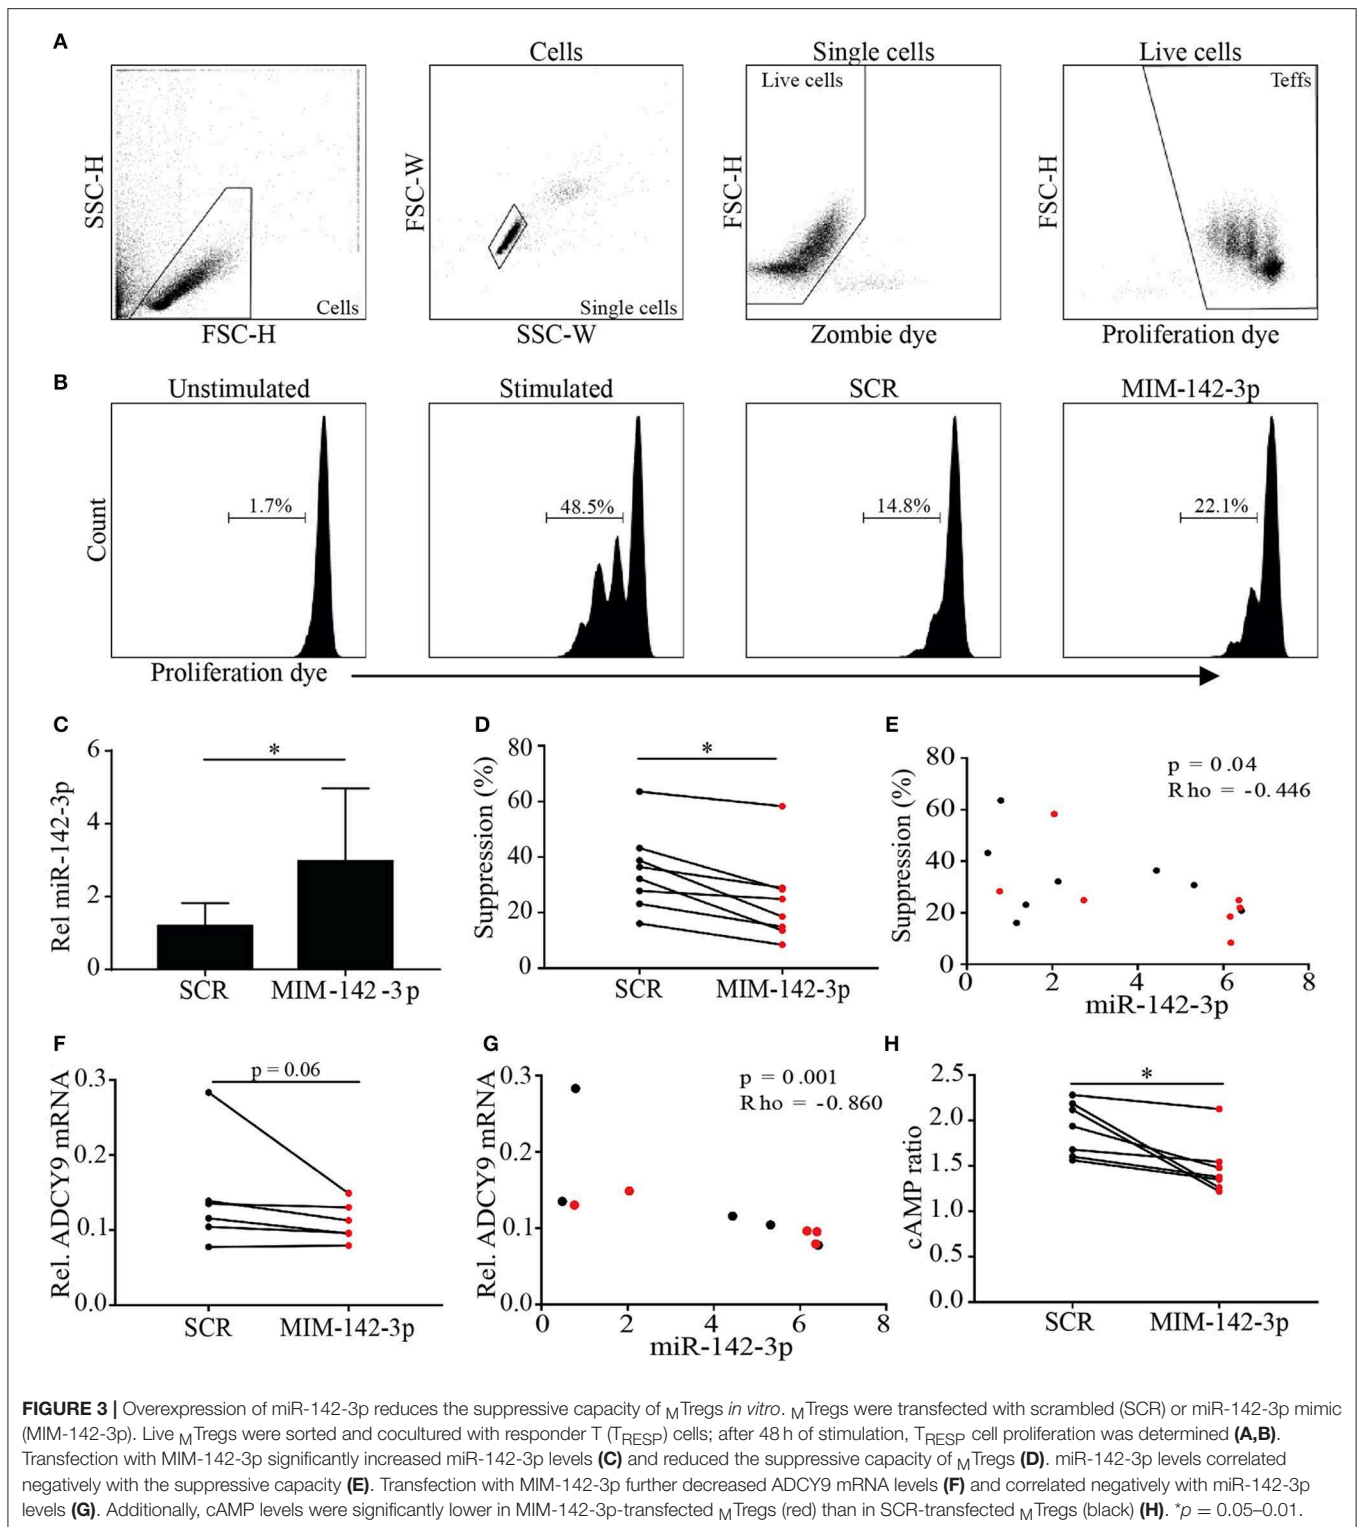 A
Cells
Single cells
Live cells
SSC-H
Cells
FSC-H
FSC-W
Single cells
SSC-W
FSC-H
Live cells
Zombie dye
FSC-H
Teffs
Proliferation dye
B
Unstimulated
Stimulated
SCR
MIM-142-3p
Count
1.7%
48.5%
14.8%
22.1%
Proliferation dye
C
Rel miR-142-3p
6
4
2
0
*
SCR
MIM-142-3p
D
Suppression (%)
80
60
40
20
0
*
SCR
MIM-142-3p
E
Suppression (%)
80
60
40
20
0
p = 0.04
Rho = -0.446
0 2 4 6 8
miR-142-3p
F
Rel. ADCY9 mRNA
0.3
0.2
0.1
0.0
p = 0.06
SCR
MIM-142-3p
G
Rel. ADCY9 mRNA
0.3
0.2
0.1
0.0
p = 0.001
Rho = -0.860
0 2 4 6 8
miR-142-3p
H
cAMP ratio
2.5
2.0
1.5
1.0
0.5
0.0
*
SCR
MIM-142-3p
FIGURE 3 | Overexpression of miR-142-3p reduces the suppressive capacity of MTregs in vitro. MTregs were transfected with scrambled (SCR) or miR-142-3p mimic
(MIM-142-3p). Live MTregs were sorted and cocultured with responder T (TRESP) cells; after 48 h of stimulation, TRESP cell proliferation was determined (A,B).
Transfection with MIM-142-3p significantly increased miR-142-3p levels (C) and reduced the suppressive capacity of MTregs (D). miR-142-3p levels correlated
negatively with the suppressive capacity (E). Transfection with MIM-142-3p further decreased ADCY9 mRNA levels (F) and correlated negatively with miR-142-3p
levels (G). Additionally, cAMP levels were significantly lower in MIM-142-3p-transfected MTregs (red) than in SCR-transfected MTregs (black) (H). *p = 0.05–0.01.